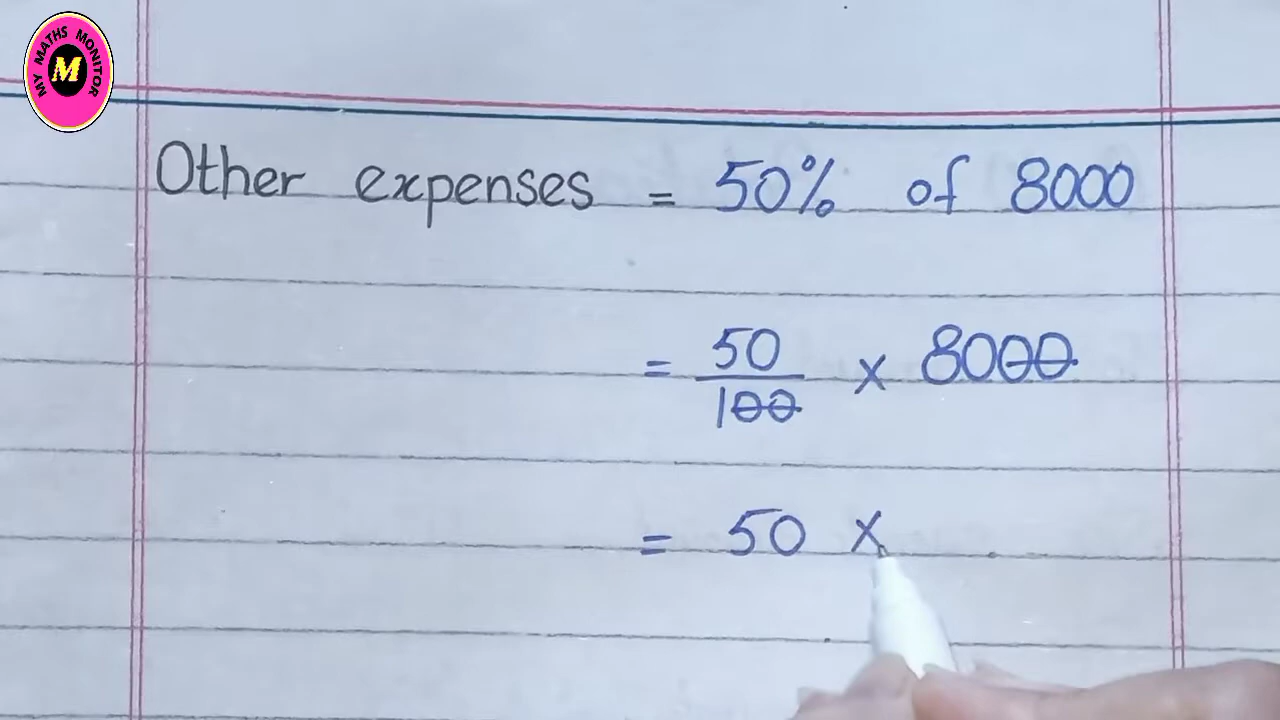 MY MATHS MONITOR
M
Other expenses = 50% of 8000
= 50/100 × 8000
= 50 ×